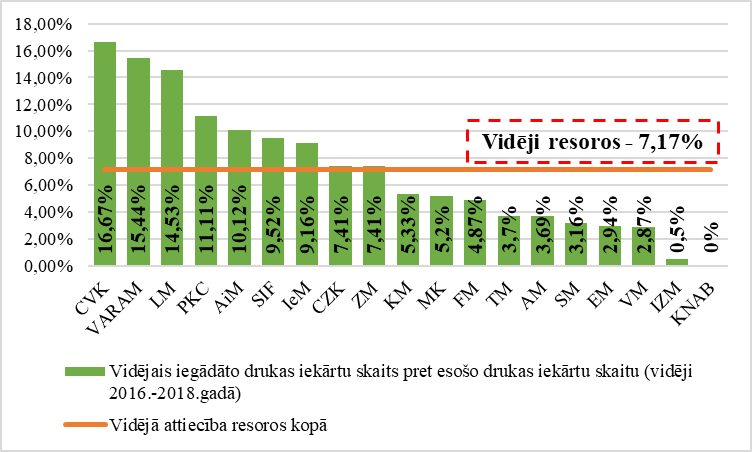 18,00%
16,00%
14,00%
12,00%
10,00%
8,00%
6,00%
4,00%
2,00%
0,00%
Vidēji resoros - 7,17%
16,67%
15,44%
14,53%
11,11%
10,12%
9,52%
9,16%
7,41%
7,41%
5,33%
5,2%
4,87%
3,7%
3,69%
3,16%
2,94%
2,87%
0,5%
0%
CVK
VARAM
LM
PKC
AiM
SIF
IeM
CZK
ZM
KM
MK
FM
TM
AM
SM
EM
VM
IZM
KNAB
Vidējais iegādāto drukas iekārtu skaits pret esošo drukas iekārtu skaitu (vidēji
2016.-2018.gadā)
Vidējā attiecība resoros kopā